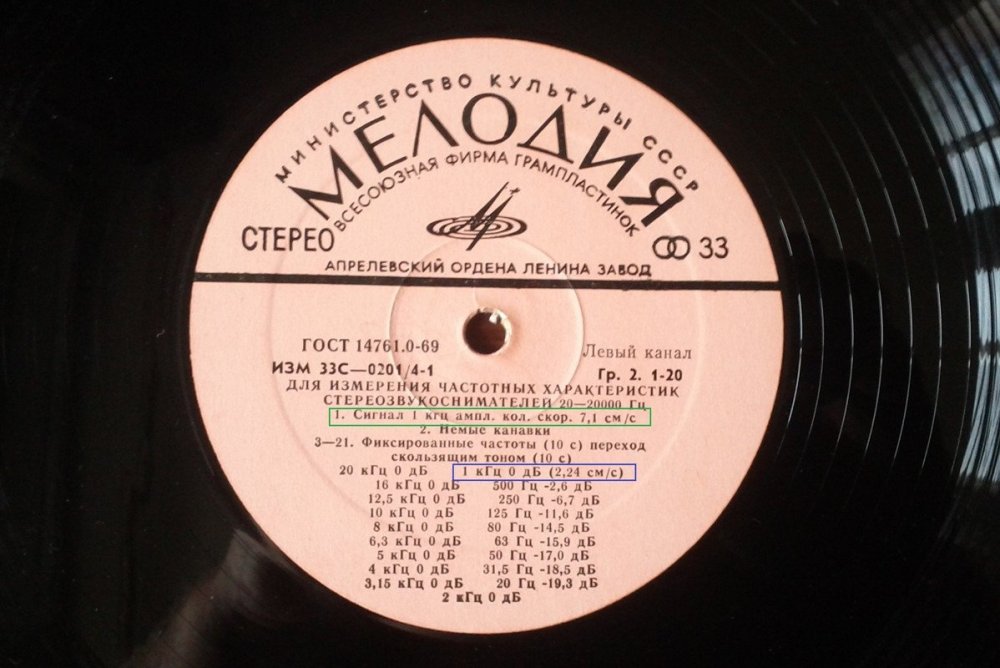 МИНИСТЕРСТВО КУЛЬТУРЫ СССР
МЕЛОДИЯ
ВСЕСОЮЗНАЯ ФИРМА ГРАМПЛАСТИНОК
СТЕРЕО
33
АПРЕЛЕВСКИЙ ОРДЕНА ЛЕНИНА ЗАВОД
ГОСТ 14761.0-69 Левый канал
ИЗМ 33С—0201/4-1 Гр. 2. 1-20
ДЛЯ ИЗМЕРЕНИЯ ЧАСТОТНЫХ ХАРАКТЕРИСТИК
СТЕРЕОЗВУКОСНИМАТЕЛЕЙ 20—20000 Гц
1. Сигнал 1 кгц ампл. кол. скор. 7,1 см/с
2. Немые канавки
3—21. Фиксированные частоты (10 с) переход
скользящим тоном (10 с)
20 кГц 0 дБ 1 кГц 0 дБ (2,24 см/с)
16 кГц 0 дБ 500 Гц -2,6 дБ
12,5 кГц 0 дБ 250 Гц -6,7 дБ
10 кГц 0 дБ 125 Гц -11,6 дБ
8 кГц 0 дБ 80 Гц -14,5 дБ
6,3 кГц 0 дБ 63 Гц -15,9 дБ
5 кГц 0 дБ 50 Гц -17,0 дБ
4 кГц 0 дБ 31,5 Гц -18,5 дБ
3,15 кГц 0 дБ 20 Гц -19,3 дБ
2 кГц 0 дБ